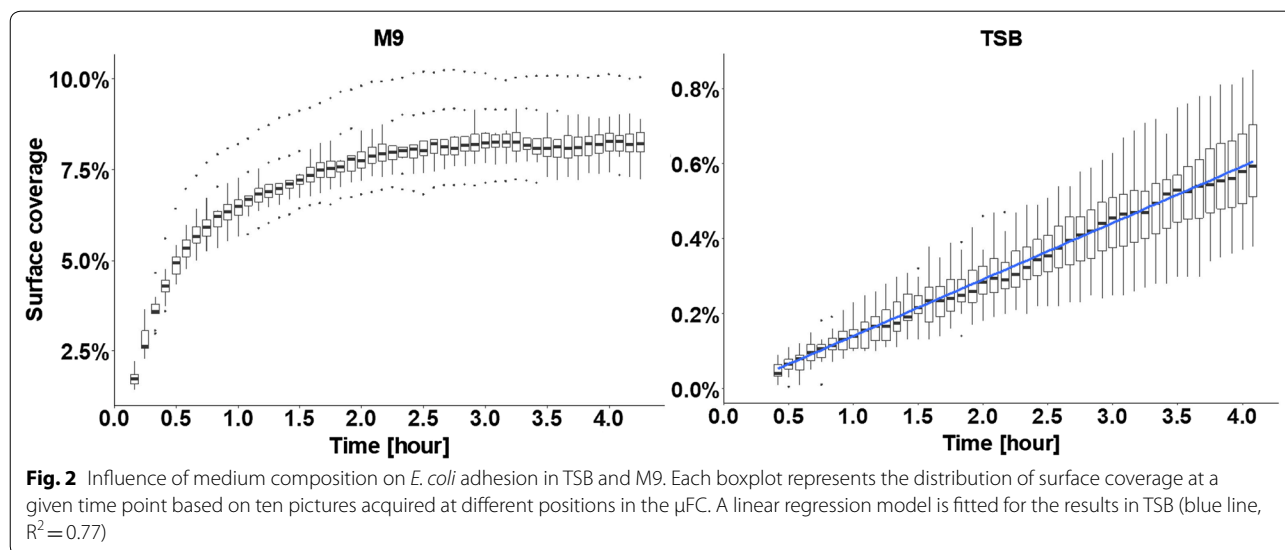 M9
Surface coverage
10.0%
7.5%
5.0%
2.5%
0.0 0.5 1.0 1.5 2.0 2.5 3.0 3.5 4.0
Time [hour]
TSB
0.8%
0.6%
0.4%
0.2%
0.0%
0.0 0.5 1.0 1.5 2.0 2.5 3.0 3.5 4.0
Time [hour]
Fig. 2 Influence of medium composition on E. coli adhesion in TSB and M9. Each boxplot represents the distribution of surface coverage at a
given time point based on ten pictures acquired at different positions in the µFC. A linear regression model is fitted for the results in TSB (blue line,
R² = 0.77)